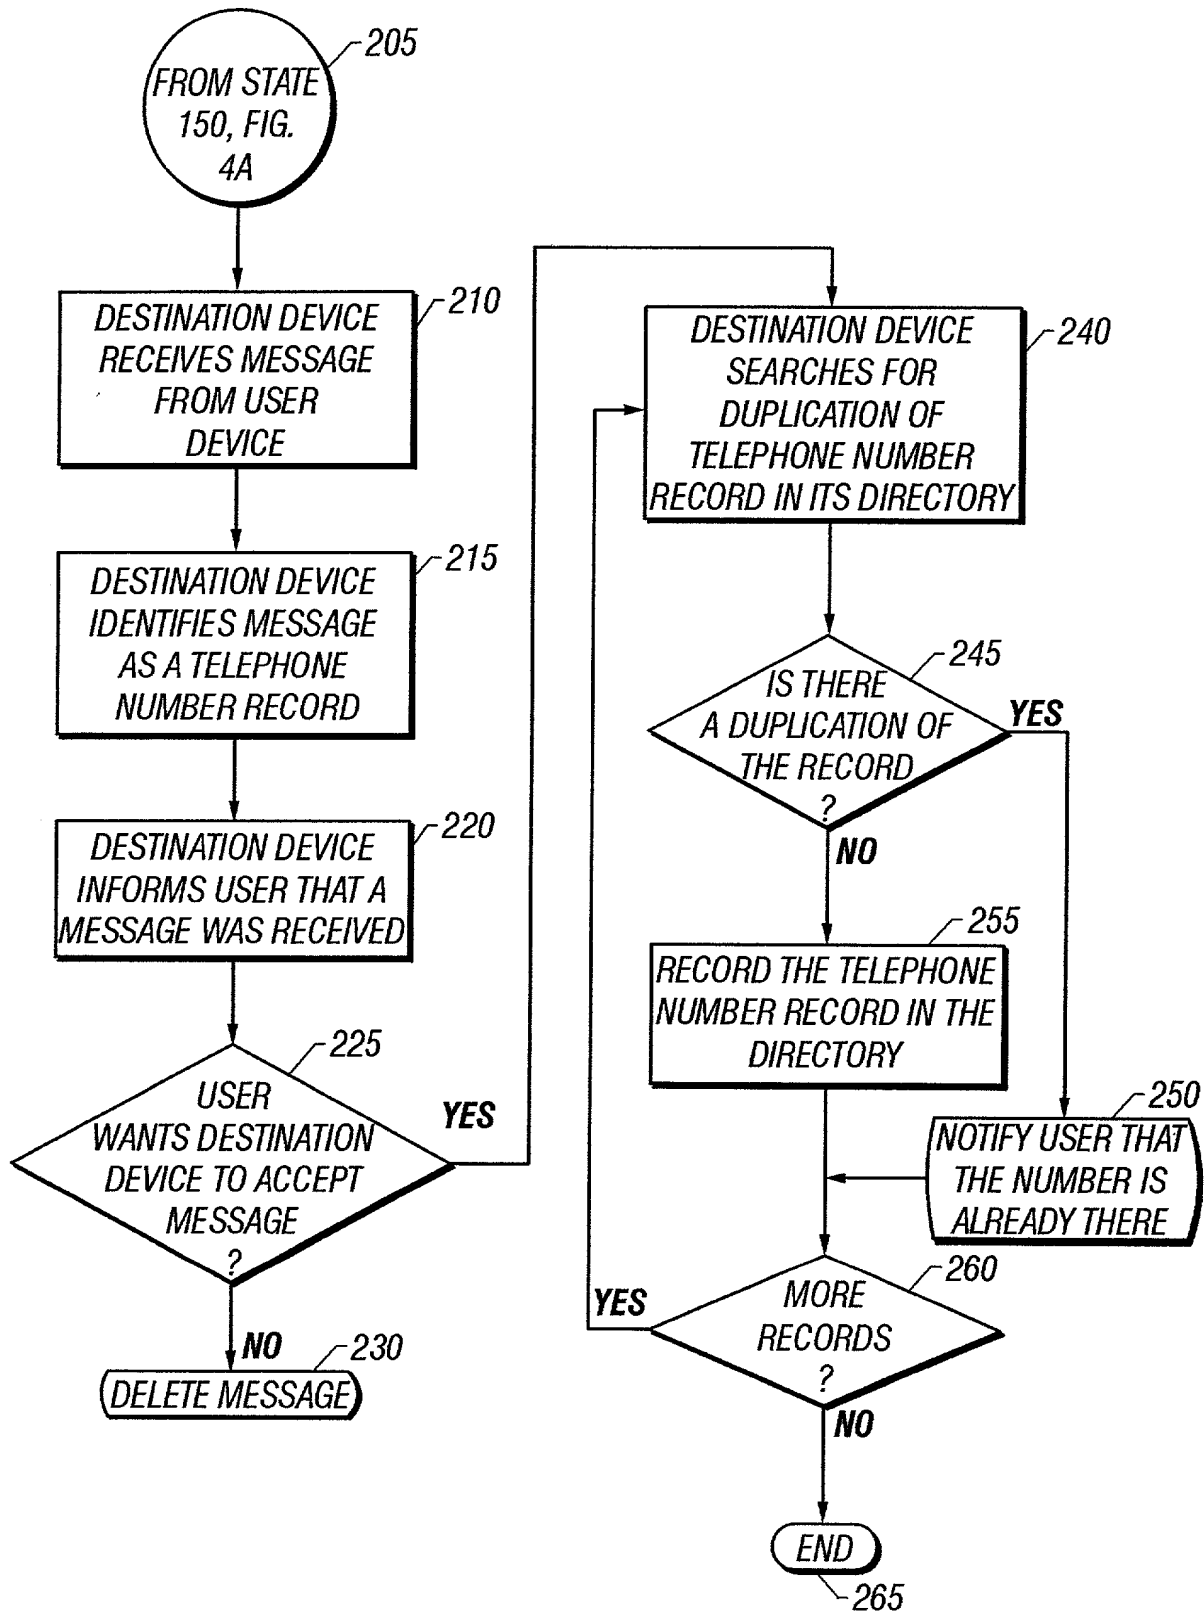 205
FROM STATE
150, FIG.
4A
210
DESTINATION DEVICE
RECEIVES MESSAGE
FROM USER
DEVICE
215
DESTINATION DEVICE
IDENTIFIES MESSAGE
AS A TELEPHONE
NUMBER RECORD
220
DESTINATION DEVICE
INFORMS USER THAT A
MESSAGE WAS RECEIVED
225
USER
WANTS DESTINATION
DEVICE TO ACCEPT
MESSAGE
?
YES
NO
230
DELETE MESSAGE
240
DESTINATION DEVICE
SEARCHES FOR
DUPLICATION OF
TELEPHONE NUMBER
RECORD IN ITS DIRECTORY
245
IS THERE
A DUPLICATION OF
THE RECORD
?
YES
NO
255
RECORD THE TELEPHONE
NUMBER RECORD IN THE
DIRECTORY
250
NOTIFY USER THAT
THE NUMBER IS
ALREADY THERE
260
MORE
RECORDS
?
YES
NO
END
265